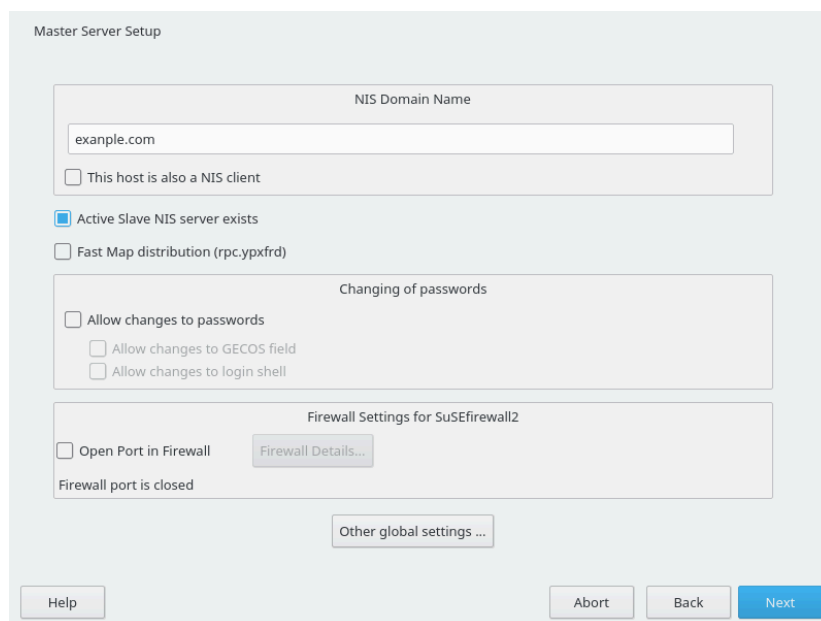 Master Server Setup
NIS Domain Name
exanple.com
This host is also a NIS client
Active Slave NIS server exists
Fast Map distribution (rpc.ypxfrd)
Changing of passwords
Allow changes to passwords
Allow changes to GECOS field
Allow changes to login shell
Firewall Settings for SuSEfirewall2
Open Port in Firewall Firewall Details...
Firewall port is closed
Other global settings ...
Help Abort Back Next